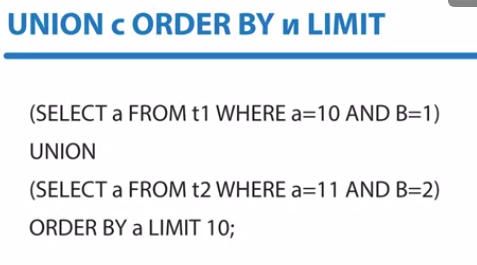 UNION с ORDER BY и LIMIT
(SELECT a FROM t1 WHERE a=10 AND B=1)
UNION
(SELECT a FROM t2 WHERE a=11 AND B=2)
ORDER BY a LIMIT 10;